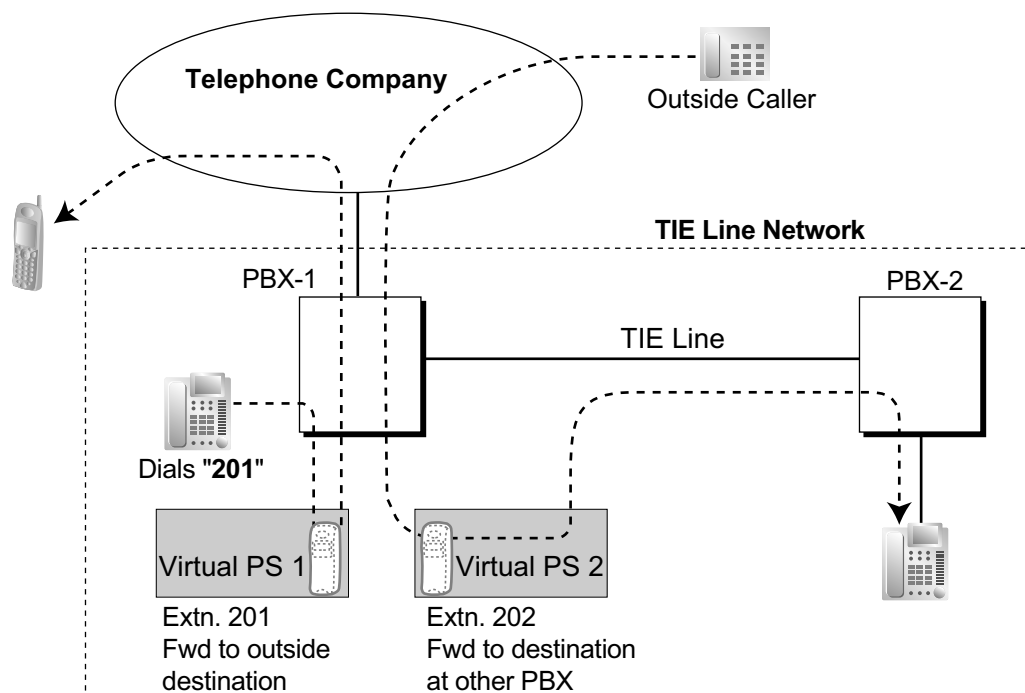 Telephone Company
Outside Caller
TIE Line Network
PBX-1
PBX-2
TIE Line
Dials "201"
Virtual PS 1
Virtual PS 2
Extn. 201
Fwd to outside
destination
Extn. 202
Fwd to destination
at other PBX